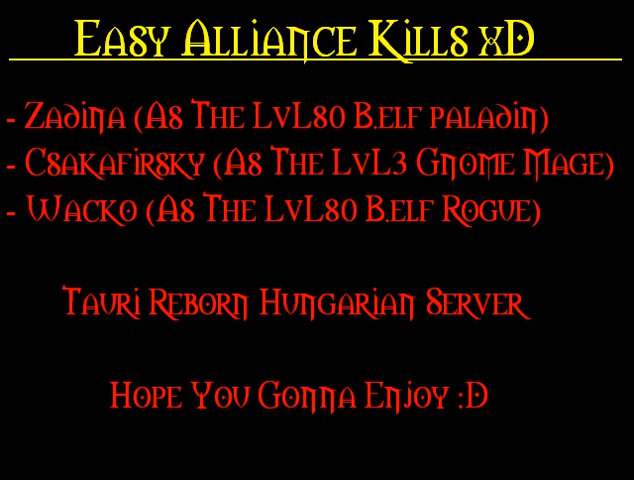 Easy Alliance Kills xD
- Zadina (As The LvL80 B.elf paladin)
- Csakafirsky (As The LvL3 Gnome Mage)
- Wacko (As The LvL80 B.elf Rogue)
Tauri Reborn Hungarian Server
Hope You Gonna Enjoy :D